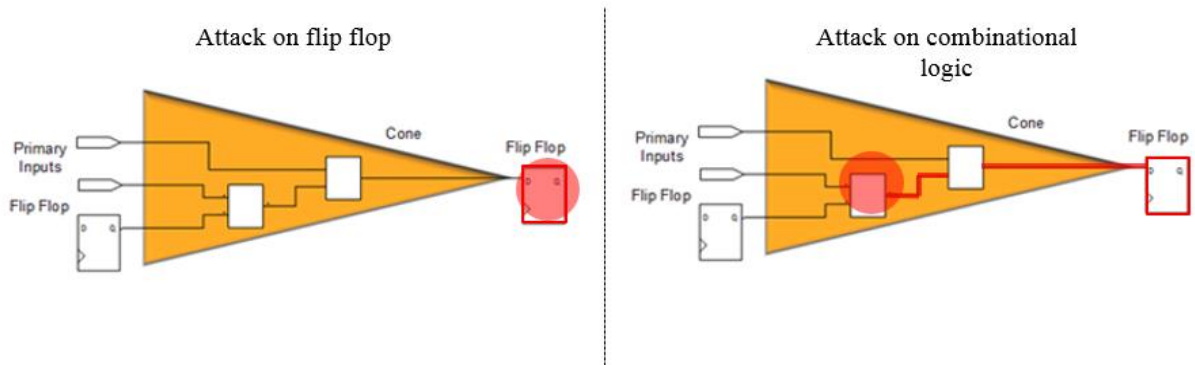 Attack on flip flop
Cone
Primary
Inputs
Flip Flop
Flip Flop
D
Q
D
Q
Attack on combinational
logic
Cone
Primary
Inputs
Flip Flop
Flip Flop
D
Q
D
Q